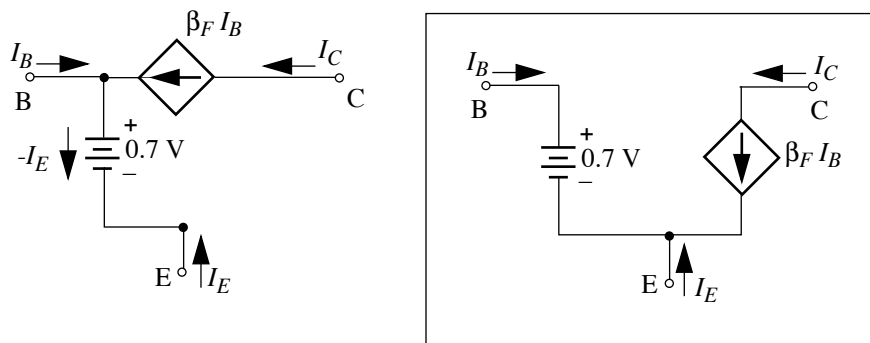 β_F I_B
I_B
I_C
B
C
+
-I_E
0.7 V
–
E
I_E
I_B
I_C
B
C
+
0.7 V
β_F I_B
–
E
I_E